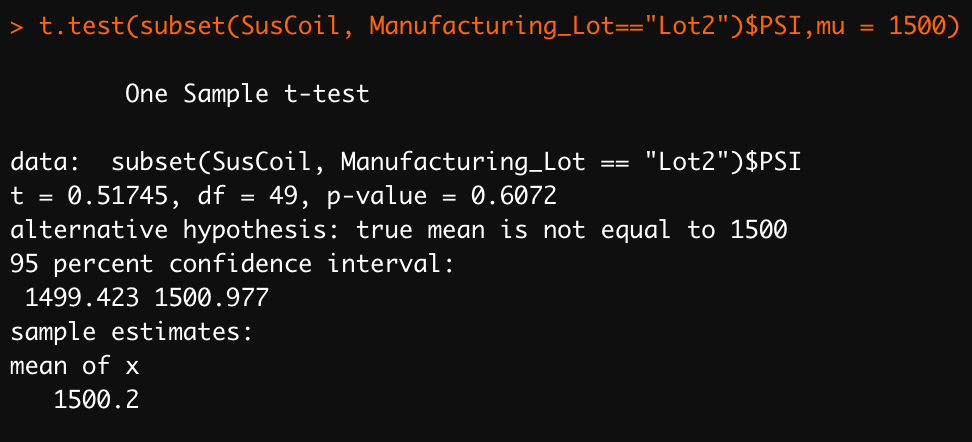 > t.test(subset(SusCoil, Manufacturing_Lot=="Lot2")$PSI,mu = 1500)
One Sample t-test
data:  subset(SusCoil, Manufacturing_Lot == "Lot2")$PSI
t = 0.51745, df = 49, p-value = 0.6072
alternative hypothesis: true mean is not equal to 1500
95 percent confidence interval:
 1499.423 1500.977
sample estimates:
mean of x
   1500.2